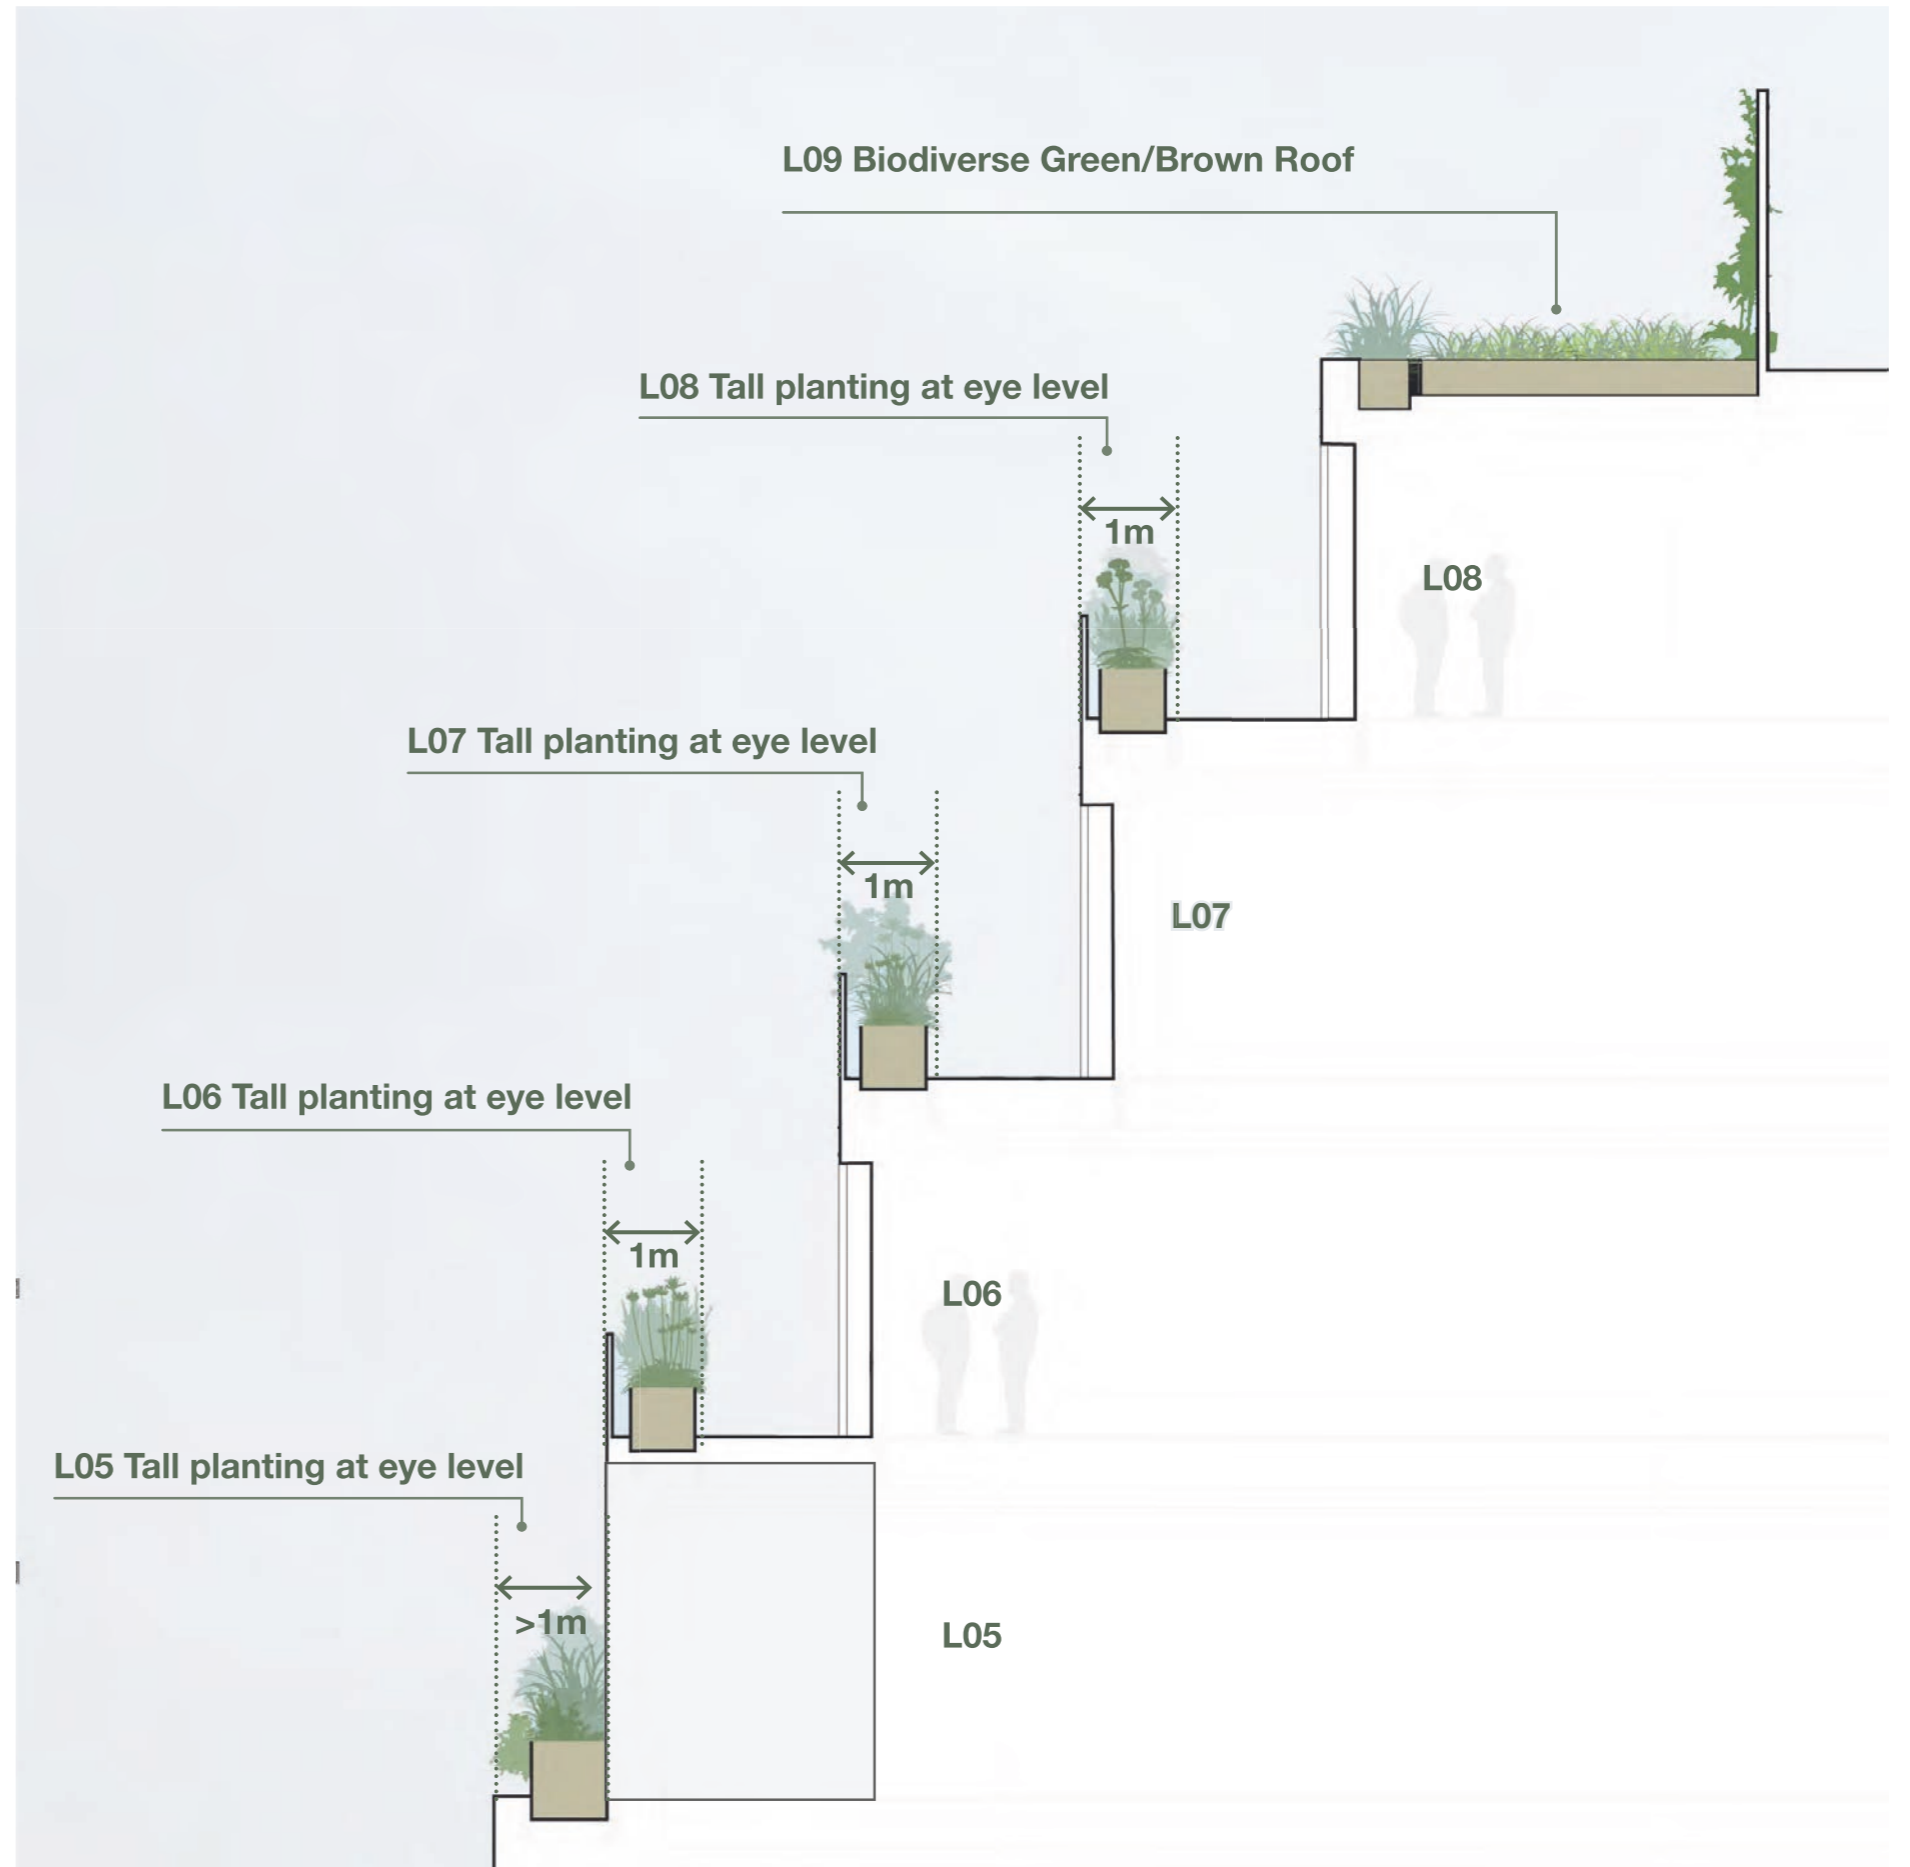 L09 Biodiverse Green/Brown Roof
L08 Tall planting at eye level
1m
L08
L07 Tall planting at eye level
1m
L07
L06 Tall planting at eye level
1m
L06
L05 Tall planting at eye level
>1m
L05